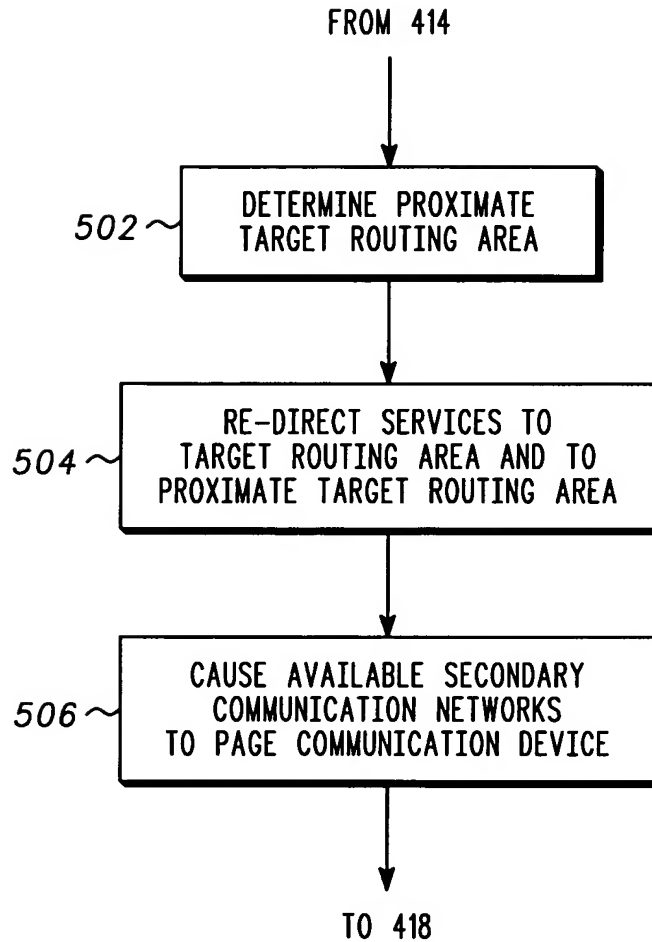 FROM 414
502
DETERMINE PROXIMATE
TARGET ROUTING AREA
504
RE-DIRECT SERVICES TO
TARGET ROUTING AREA AND TO
PROXIMATE TARGET ROUTING AREA
506
CAUSE AVAILABLE SECONDARY
COMMUNICATION NETWORKS
TO PAGE COMMUNICATION DEVICE
TO 418